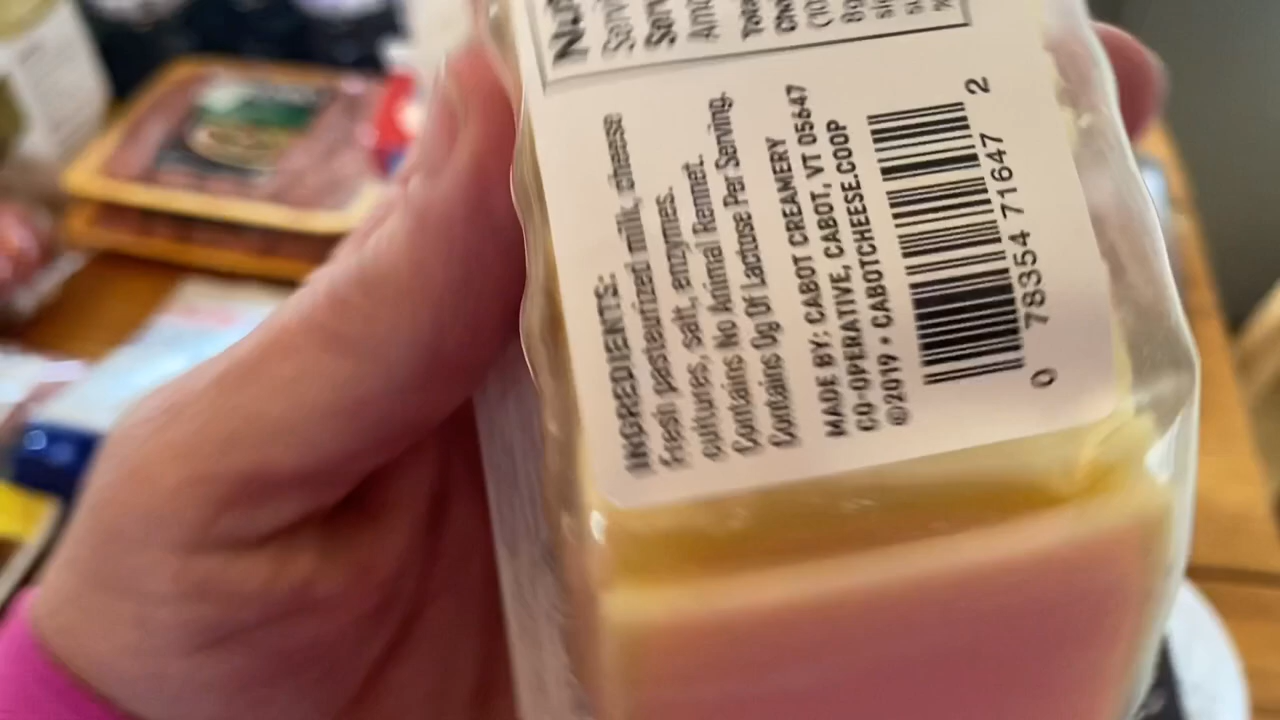 INGREDIENTS:
Fresh pasteurized milk, cheese
cultures, salt, enzymes.
Contains No Animal Rennet.
Contains 0g Of Lactose Per Serving.
MADE BY: CABOT CREAMERY
CO-OPERATIVE, CABOT, VT 05647
©2019 • CABOTCHEESE.COOP
0 78354 71647 2